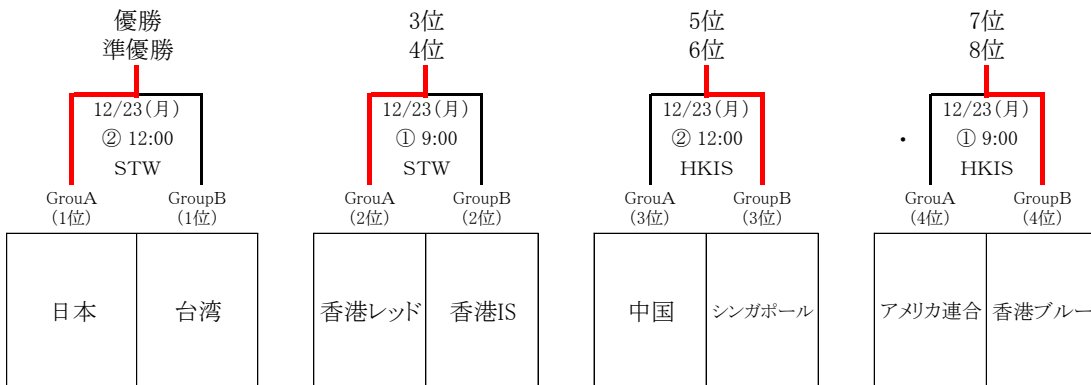 優勝
準優勝
12/23(月)
② 12:00
STW
GrouA
(1位)
GroupB
(1位)
日本
台湾
3位
4位
12/23(月)
① 9:00
STW
GrouA
(2位)
GroupB
(2位)
香港レッド
香港IS
5位
6位
12/23(月)
② 12:00
HKIS
GrouA
(3位)
GroupB
(3位)
中国
シンガポール
7位
8位
12/23(月)
・ ① 9:00
HKIS
GrouA
(4位)
GroupB
(4位)
アメリカ連合
香港ブルー